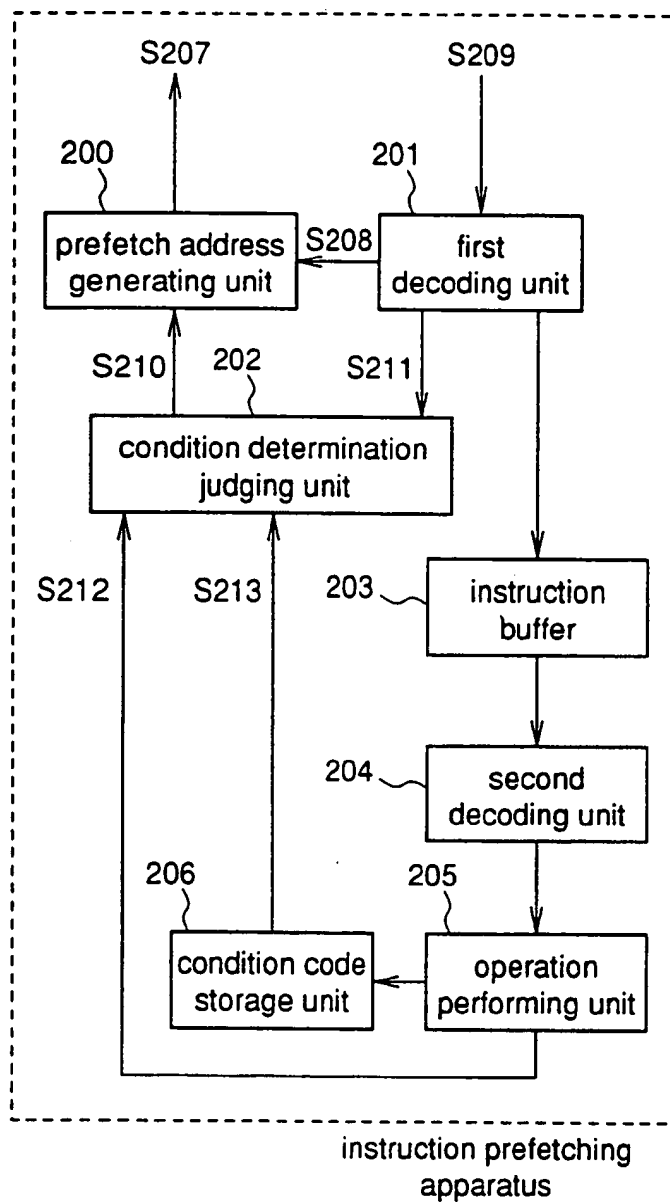 S207
S209
200
201
prefetch address
generating unit
S208
first
decoding unit
S210
202
S211
condition determination
judging unit
S212
S213
203
instruction
buffer
204
second
decoding unit
206
205
condition code
storage unit
operation
performing unit
instruction prefetching
apparatus